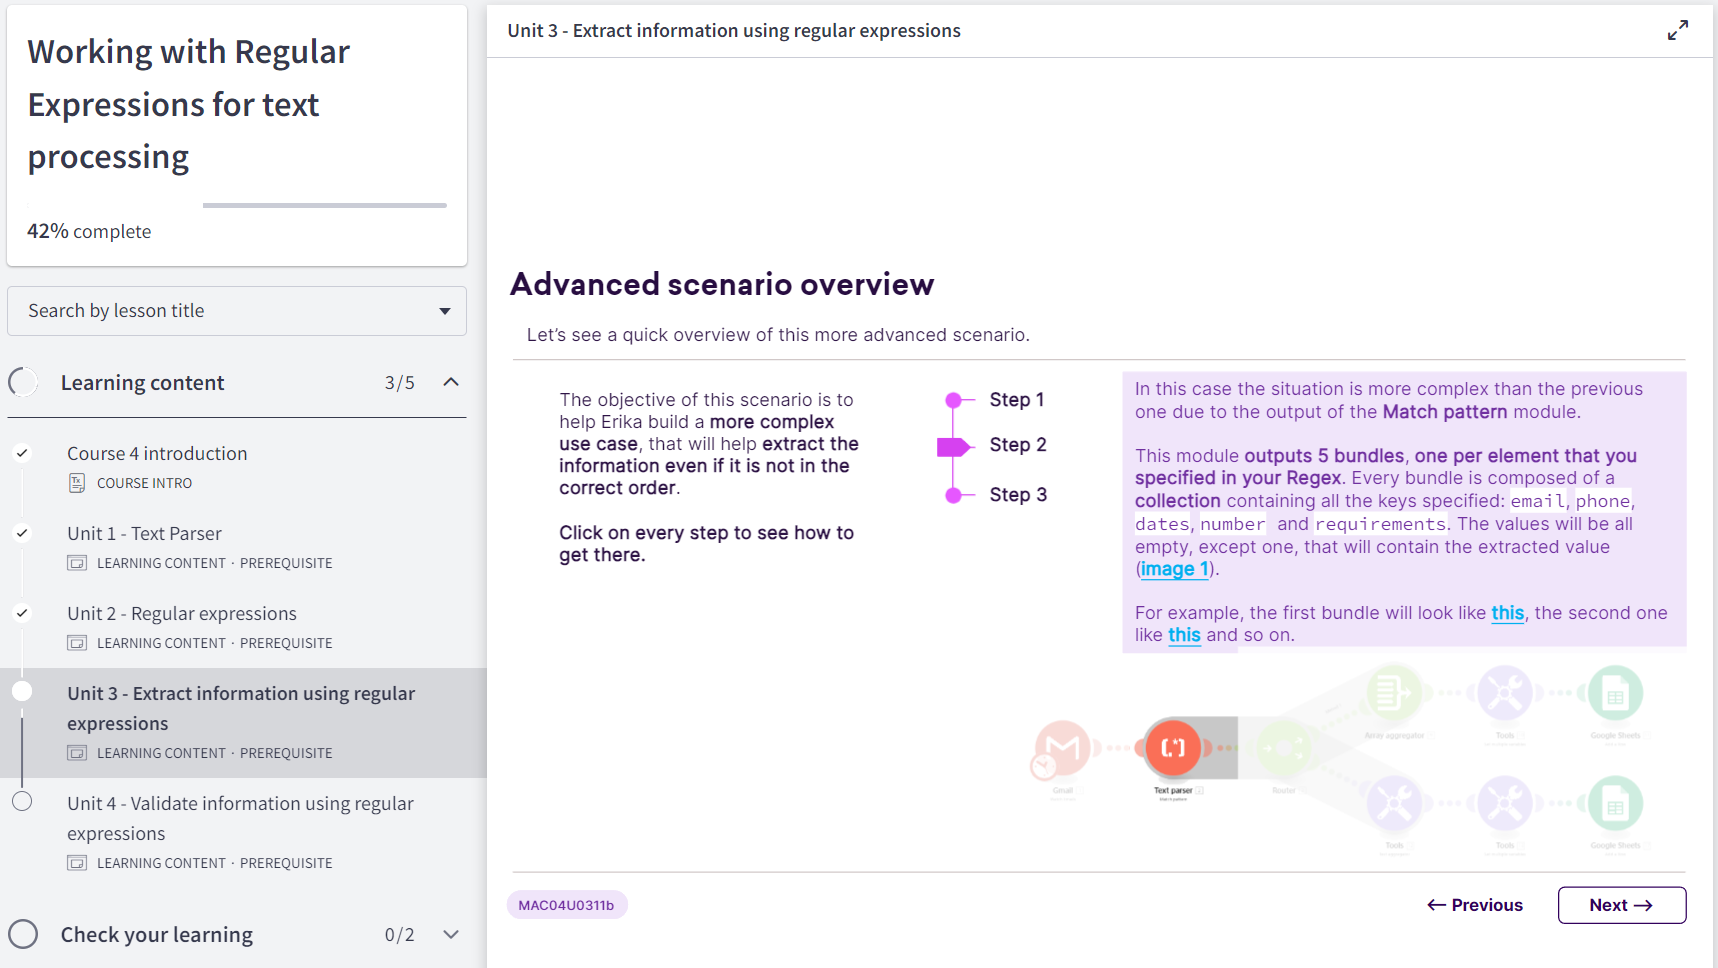 Working with Regular
Expressions for text
processing
42% complete
Search by lesson title
Learning content 3/5
Course 4 introduction
COURSE INTRO
Unit 1 - Text Parser
LEARNING CONTENT · PREREQUISITE
Unit 2 - Regular expressions
LEARNING CONTENT · PREREQUISITE
Unit 3 - Extract information using regular
expressions
LEARNING CONTENT · PREREQUISITE
Unit 4 - Validate information using regular
expressions
LEARNING CONTENT · PREREQUISITE
Check your learning 0/2
Unit 3 - Extract information using regular expressions
Advanced scenario overview
Let's see a quick overview of this more advanced scenario.
The objective of this scenario is to
help Erika build a more complex
use case, that will help extract the
information even if it is not in the
correct order.
Click on every step to see how to
get there.
Step 1
Step 2
Step 3
In this case the situation is more complex than the previous
one due to the output of the Match pattern module.
This module outputs 5 bundles, one per element that you
specified in your Regex. Every bundle is composed of a
collection containing all the keys specified: email, phone,
dates, number and requirements. The values will be all
empty, except one, that will contain the extracted value
(image 1).
For example, the first bundle will look like this, the second one
like this and so on.
Gmail
Text parser
Router
Array aggregator
Tools
Google Sheets
Tools
Tools
Google Sheets
MAC04U0311b
← Previous
Next →